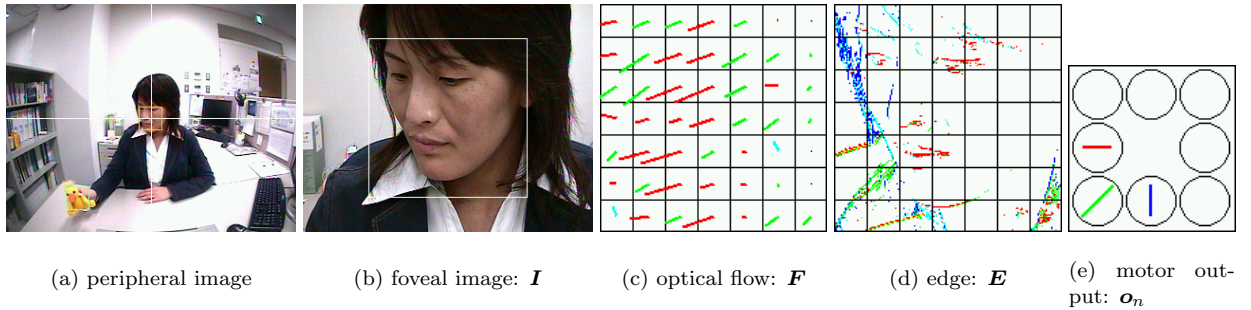 (a) peripheral image
(b) foveal image: I
(c) optical flow: F
(d) edge: E
(e) motor out-
put: oₙ